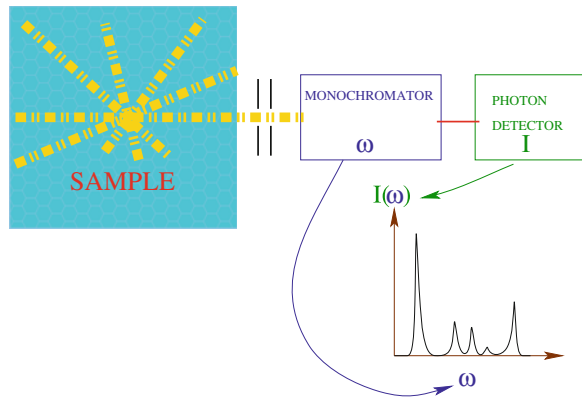 MONOCHROMATOR
ω
PHOTON
DETECTOR
I
SAMPLE
I(ω)
ω